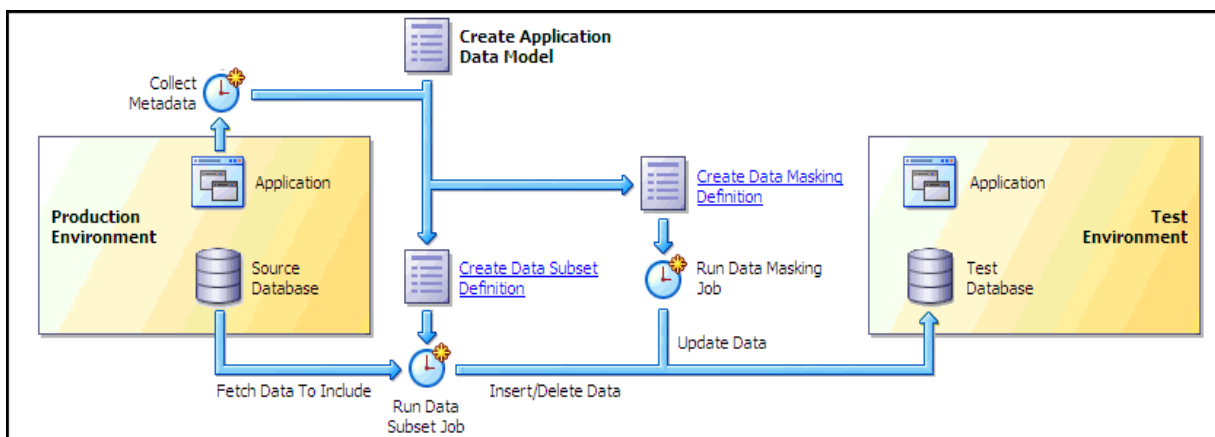 Create Application
Data Model
Collect
Metadata
Application
Production
Environment
Source
Database
Create Data Subset
Definition
Create Data Masking
Definition
Run Data Masking
Job
Application
Test
Environment
Test
Database
Update Data
Fetch Data To Include
Insert/Delete Data
Run Data
Subset Job